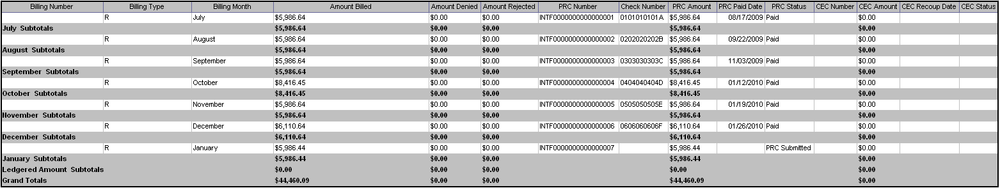 Billing Number Billing Type Billing Month Amount Billed Amount Denied Amount Rejected PRC Number Check Number PRC Amount PRC Paid Date PRC Status CEC Number CEC Amount CEC Recoup Date CEC Status
R July $5,986.64 $0.00 $0.00 INTF0000000000000001 0101010101A $5,986.64 08/17/2009 Paid $0.00
July Subtotals $5,986.64 $0.00 $0.00 $5,986.64 $0.00
R August $5,986.64 $0.00 $0.00 INTF0000000000000002 0202020202B $5,986.64 09/22/2009 Paid $0.00
August Subtotals $5,986.64 $0.00 $0.00 $5,986.64 $0.00
R September $5,986.64 $0.00 $0.00 INTF0000000000000003 0303030303C $5,986.64 11/03/2009 Paid $0.00
September Subtotals $5,986.64 $0.00 $0.00 $5,986.64 $0.00
R October $8,416.45 $0.00 $0.00 INTF0000000000000004 0404040404D $8,416.45 01/12/2010 Paid $0.00
October Subtotals $8,416.45 $0.00 $0.00 $8,416.45 $0.00
R November $5,986.64 $0.00 $0.00 INTF0000000000000005 0505050505E $5,986.64 01/19/2010 Paid $0.00
November Subtotals $5,986.64 $0.00 $0.00 $5,986.64 $0.00
R December $6,110.64 $0.00 $0.00 INTF0000000000000006 0606060606F $6,110.64 01/26/2010 Paid $0.00
December Subtotals $6,110.64 $0.00 $0.00 $6,110.64 $0.00
R January $5,986.44 $0.00 $0.00 INTF0000000000000007 $5,986.44 PRC Submitted $0.00
January Subtotals $5,986.44 $0.00 $0.00 $5,986.44 $0.00
Ledgered Amount Subtotals $0.00 $0.00 $0.00 $0.00 $0.00
Grand Totals $44,460.09 $0.00 $0.00 $44,460.09 $0.00